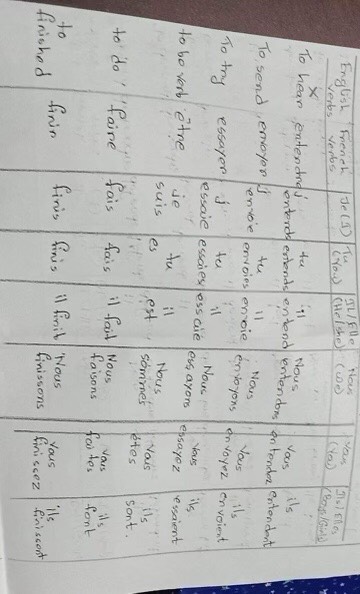 English verbs French verbs Je(I) Tu (You) Il/Elle (He/she) Nous (we) Vous (You) Ils/Elles (Boys/Girls)
x
To hear entendre j entends tu entends il entend Nous entendons Vous entendez ils entendent
To send envoyer j envoie tu envoies il envoie Nous envoyons Vous envoyez ils envoient
To try essayer j essaie tu essaies il essaie Nous essayons Vous essayez ils essaient
to be verb être je suis tu es il est Nous sommes Vous êtes ils sont.
to do faire fais fais il fait Nous faisons Vous faites ils font
to finished finir finis finis il finit Nous finissons Vous finissez ils finissent